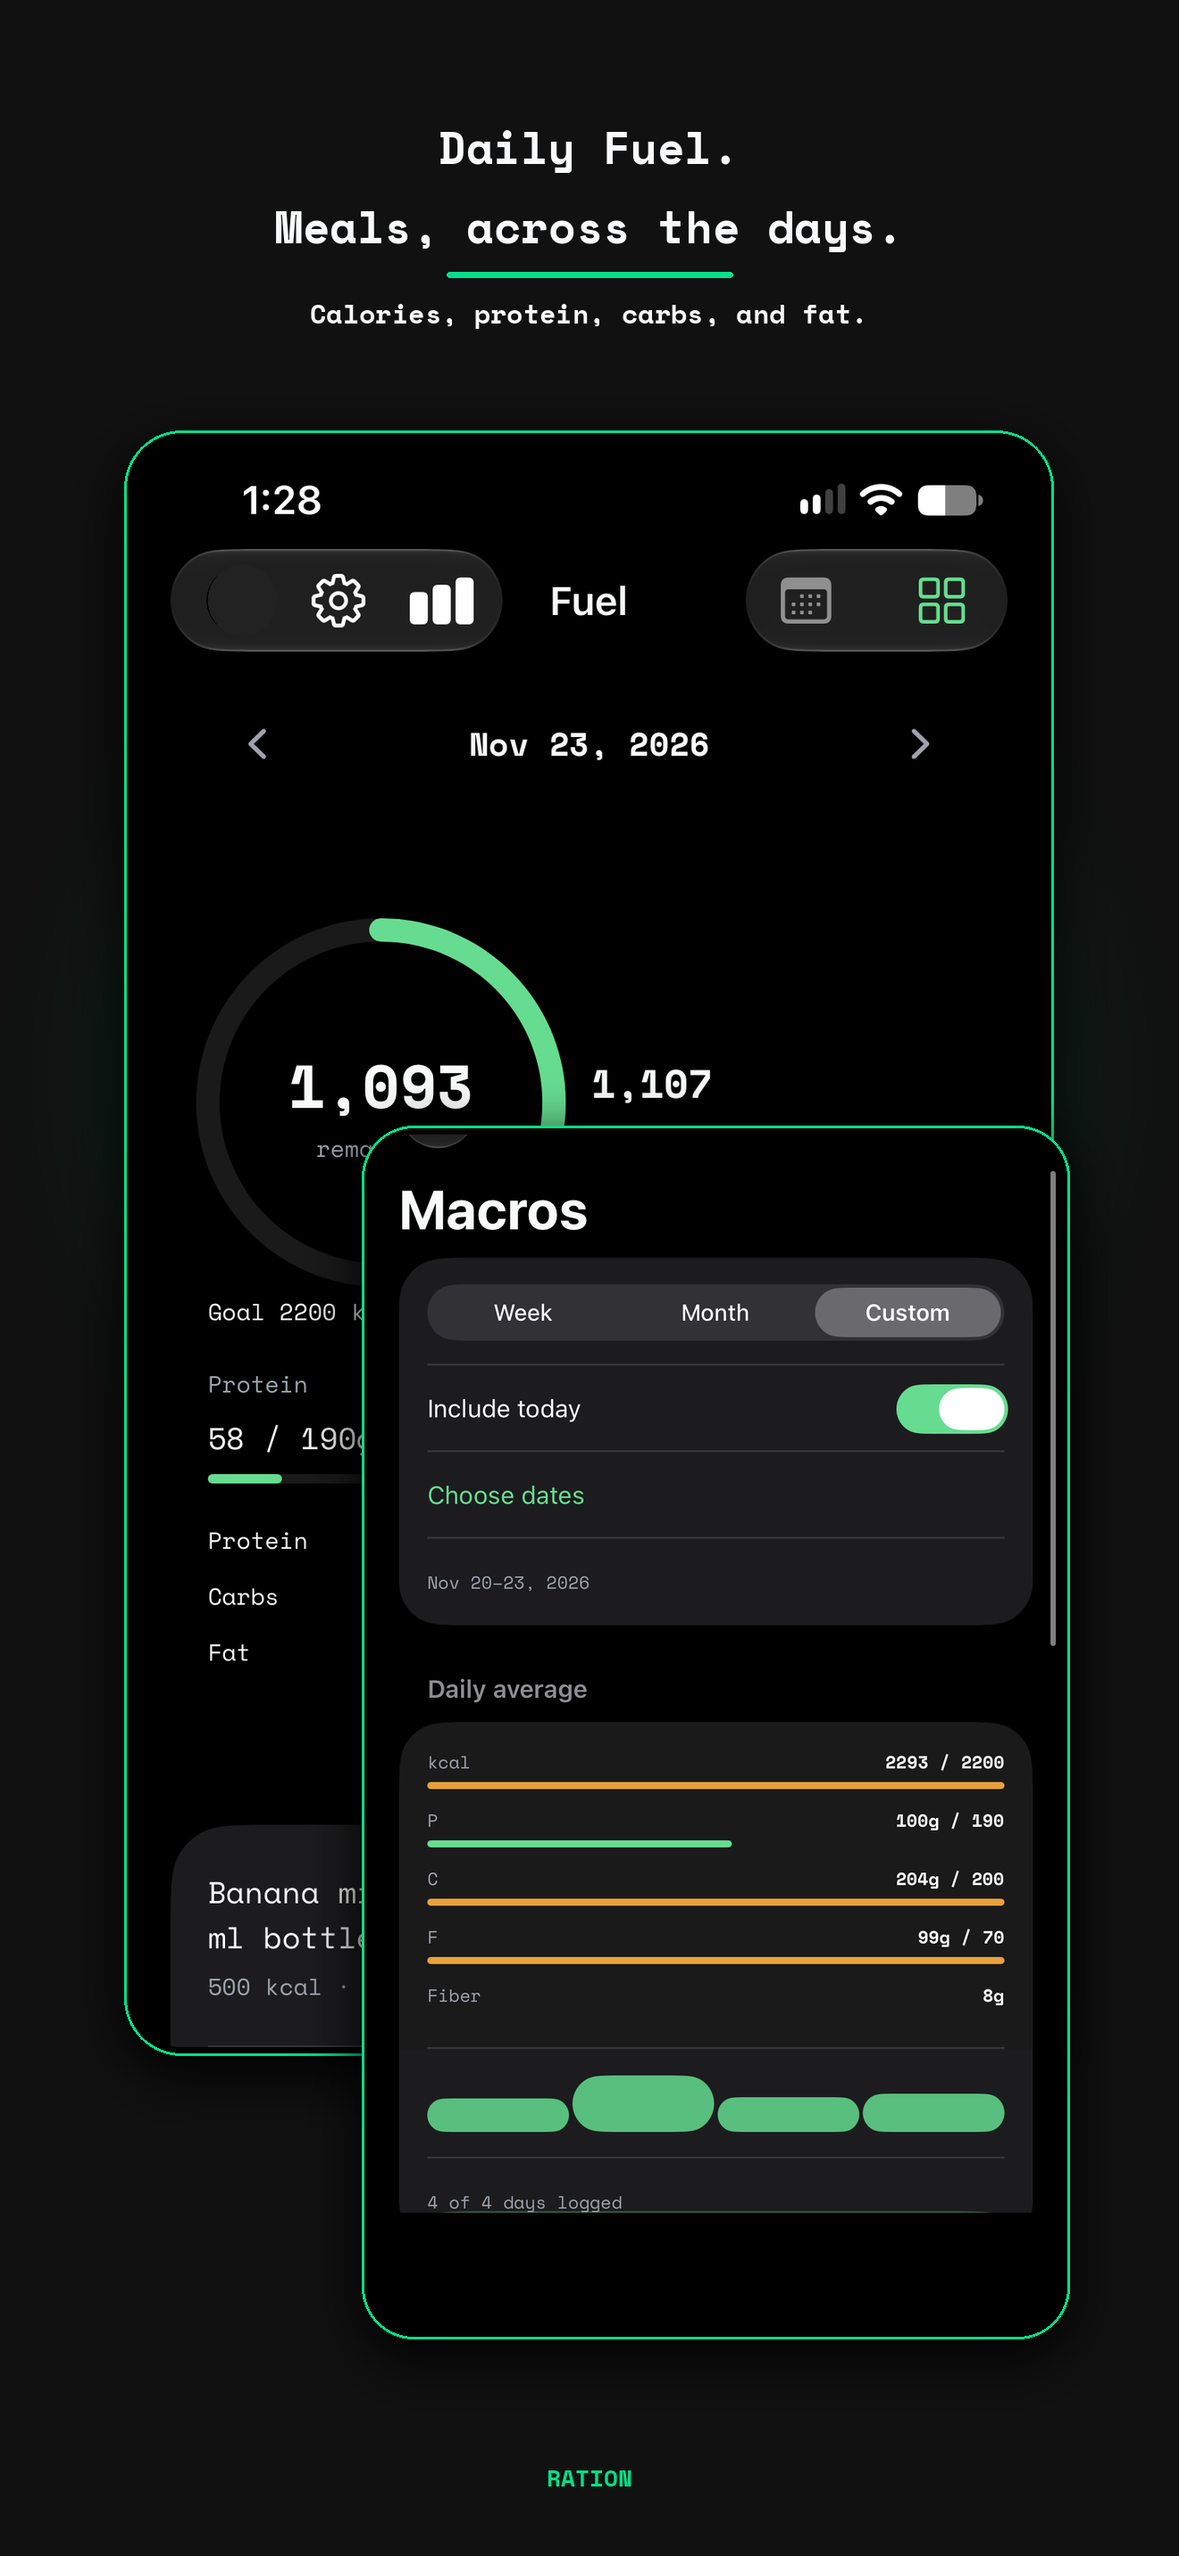 Daily Fuel.
Meals, across the days.
Calories, protein, carbs, and fat.
1:28
Fuel
Nov 23, 2026
1,093
1,107
Goal 2200
Protein
58 / 190g
Protein
Carbs
Fat
Banana
ml bottle
500 kcal ·
Macros
Week Month Custom
Include today
Choose dates
Nov 20–23, 2026
Daily average
kcal 2293 / 2200
P 100g / 190
C 204g / 200
F 99g / 70
Fiber 8g
4 of 4 days logged
RATION